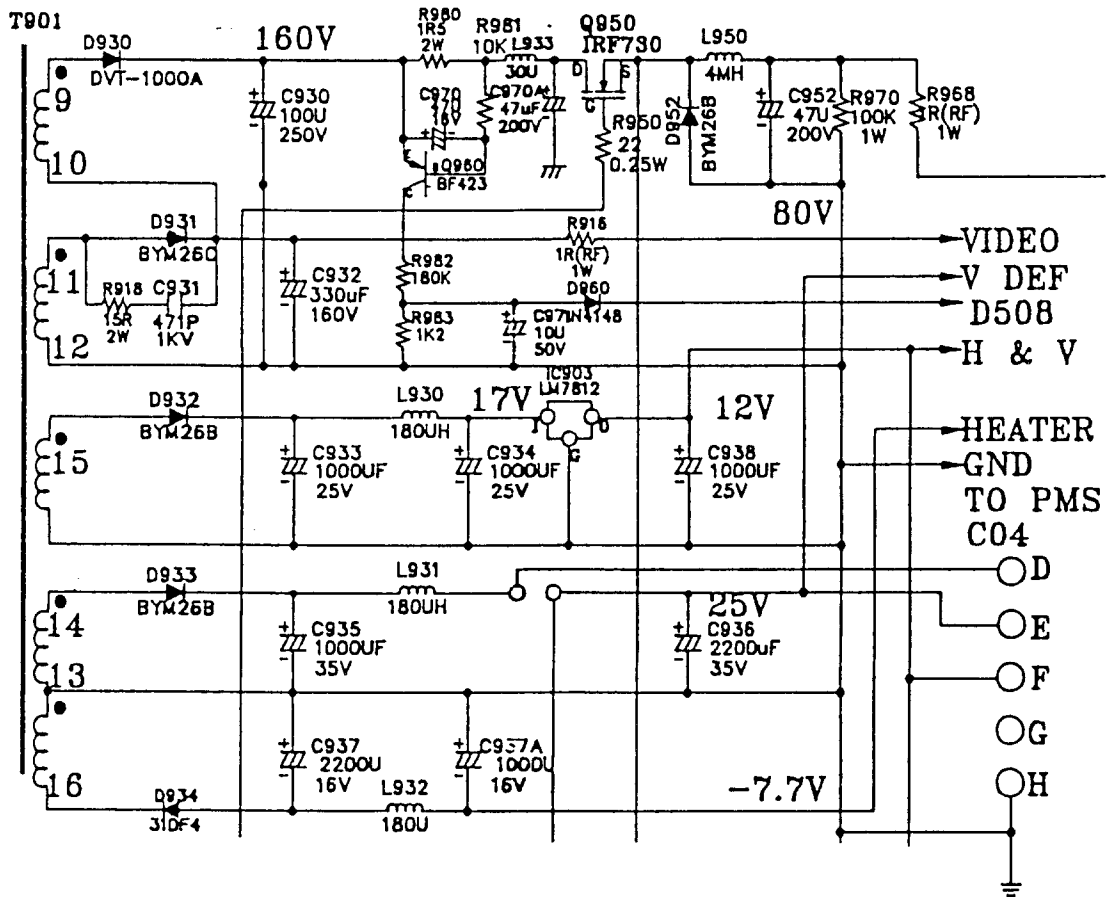 T901
D930
DVT-1000A
160V
R980
1R5
2W
R981
10K
L933
30U
Q950
IRF730
D
S
G
L950
4MH
9
10
C930
100U
250V
C970
47U
16V
C970A
47uF
200V
R950
22
0.25W
D952
BYM26B
C952
47U
200V
R970
100K
1W
R968
1R(RF)
1W
E
B
C
Q960
BF423
80V
D931
BYM26C
R916
1R(RF)
1W
VIDEO
V DEF
D508
H & V
11
12
R918
15R
2W
C931
471P
1KV
C932
330uF
160V
R982
180K
R983
1K2
D960
1N4148
C971
10U
50V
D932
BYM26B
L930
180UH
17V
IC903
LM7812
I
O
G
12V
HEATER
GND
TO PMS
C04
15
C933
1000UF
25V
C934
1000UF
25V
C938
1000UF
25V
D933
BYM26B
L931
180UH
25V
D
E
F
G
H
14
13
C935
1000UF
35V
C936
2200uF
35V
16
C937
2200U
16V
C937A
1000U
16V
D934
31DF4
L932
180U
-7.7V